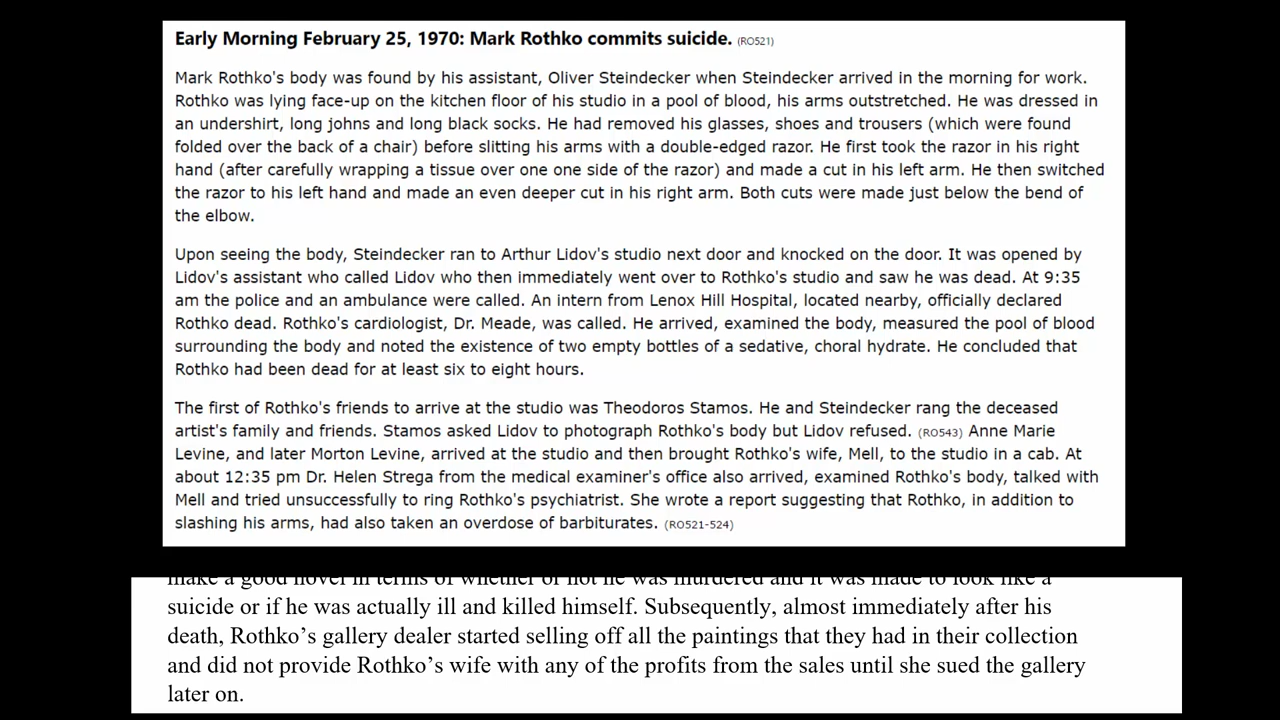 Early Morning February 25, 1970: Mark Rothko commits suicide. (RO521)
Mark Rothko's body was found by his assistant, Oliver Steindecker when Steindecker arrived in the morning for work.
Rothko was lying face-up on the kitchen floor of his studio in a pool of blood, his arms outstretched. He was dressed in
an undershirt, long johns and long black socks. He had removed his glasses, shoes and trousers (which were found
folded over the back of a chair) before slitting his arms with a double-edged razor. He first took the razor in his right
hand (after carefully wrapping a tissue over one one side of the razor) and made a cut in his left arm. He then switched
the razor to his left hand and made an even deeper cut in his right arm. Both cuts were made just below the bend of
the elbow.
Upon seeing the body, Steindecker ran to Arthur Lidov's studio next door and knocked on the door. It was opened by
Lidov's assistant who called Lidov who then immediately went over to Rothko's studio and saw he was dead. At 9:35
am the police and an ambulance were called. An intern from Lenox Hill Hospital, located nearby, officially declared
Rothko dead. Rothko's cardiologist, Dr. Meade, was called. He arrived, examined the body, measured the pool of blood
surrounding the body and noted the existence of two empty bottles of a sedative, choral hydrate. He concluded that
Rothko had been dead for at least six to eight hours.
The first of Rothko's friends to arrive at the studio was Theodoros Stamos. He and Steindecker rang the deceased
artist's family and friends. Stamos asked Lidov to photograph Rothko's body but Lidov refused. (RO543) Anne Marie
Levine, and later Morton Levine, arrived at the studio and then brought Rothko's wife, Mell, to the studio in a cab. At
about 12:35 pm Dr. Helen Strega from the medical examiner's office also arrived, examined Rothko's body, talked with
Mell and tried unsuccessfully to ring Rothko's psychiatrist. She wrote a report suggesting that Rothko, in addition to
slashing his arms, had also taken an overdose of barbiturates. (RO521-524)
make a good novel in terms of whether or not he was murdered and it was made to look like a
suicide or if he was actually ill and killed himself. Subsequently, almost immediately after his
death, Rothko’s gallery dealer started selling off all the paintings that they had in their collection
and did not provide Rothko’s wife with any of the profits from the sales until she sued the gallery
later on.